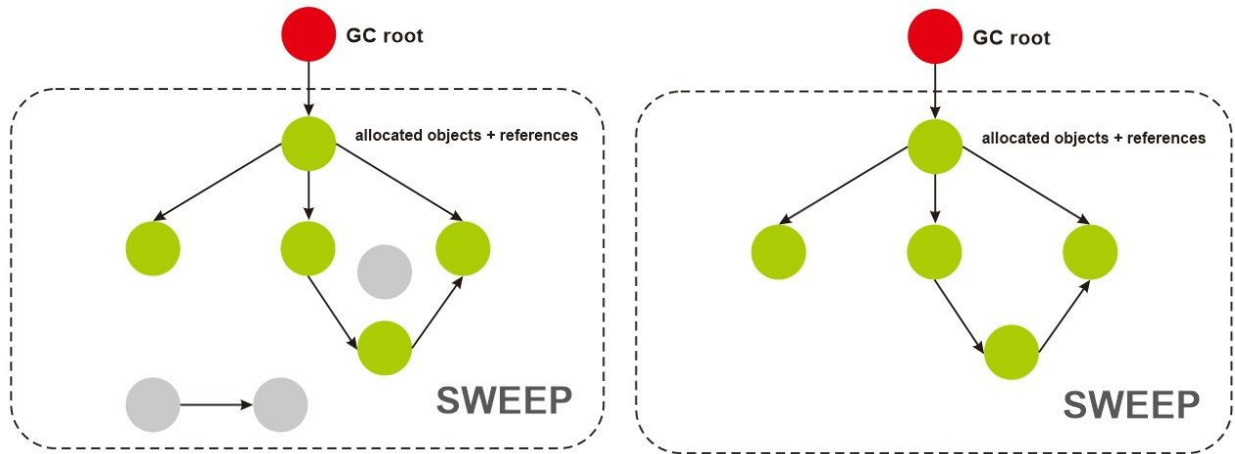 GC root
allocated objects + references
SWEEP
GC root
allocated objects + references
SWEEP